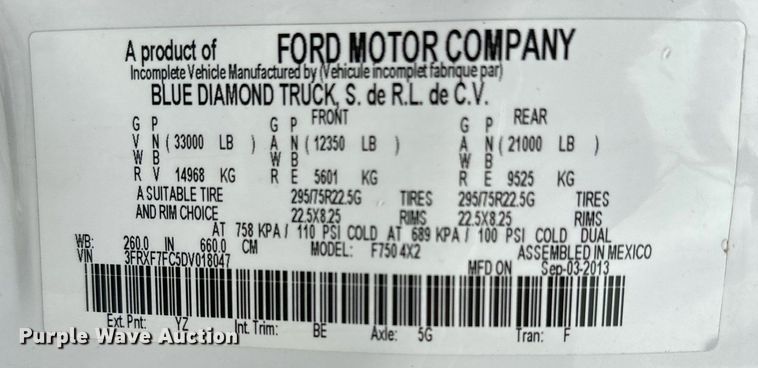 A product of FORD MOTOR COMPANY
Incomplete Vehicle Manufactured by (Vehicule incomplet fabrique par)
BLUE DIAMOND TRUCK, S. de R.L. de C.V.
FRONT REAR
G P G P G P
V N ( 33000 LB ) A N ( 12350 LB ) A N ( 21000 LB )
W B W B W B
R V 14968 KG R E 5601 KG R E 9525 KG
A SUITABLE TIRE 295/75R22.5G TIRES 295/75R22.5G TIRES
AND RIM CHOICE 22.5X8.25 RIMS 22.5X8.25 RIMS
AT 758 KPA/ 110 PSI COLD AT 689 KPA/ 100 PSI COLD DUAL
WB: 260.0 IN 660.0 CM MODEL: F750 4X2 ASSEMBLED IN MEXICO
VIN 3FRXF7FC5DV018047 MFD ON Sep-03-2013
Ext. Pnt: YZ Int. Trim: BE Axle: 5G Tran: F
Purple Wave Auction